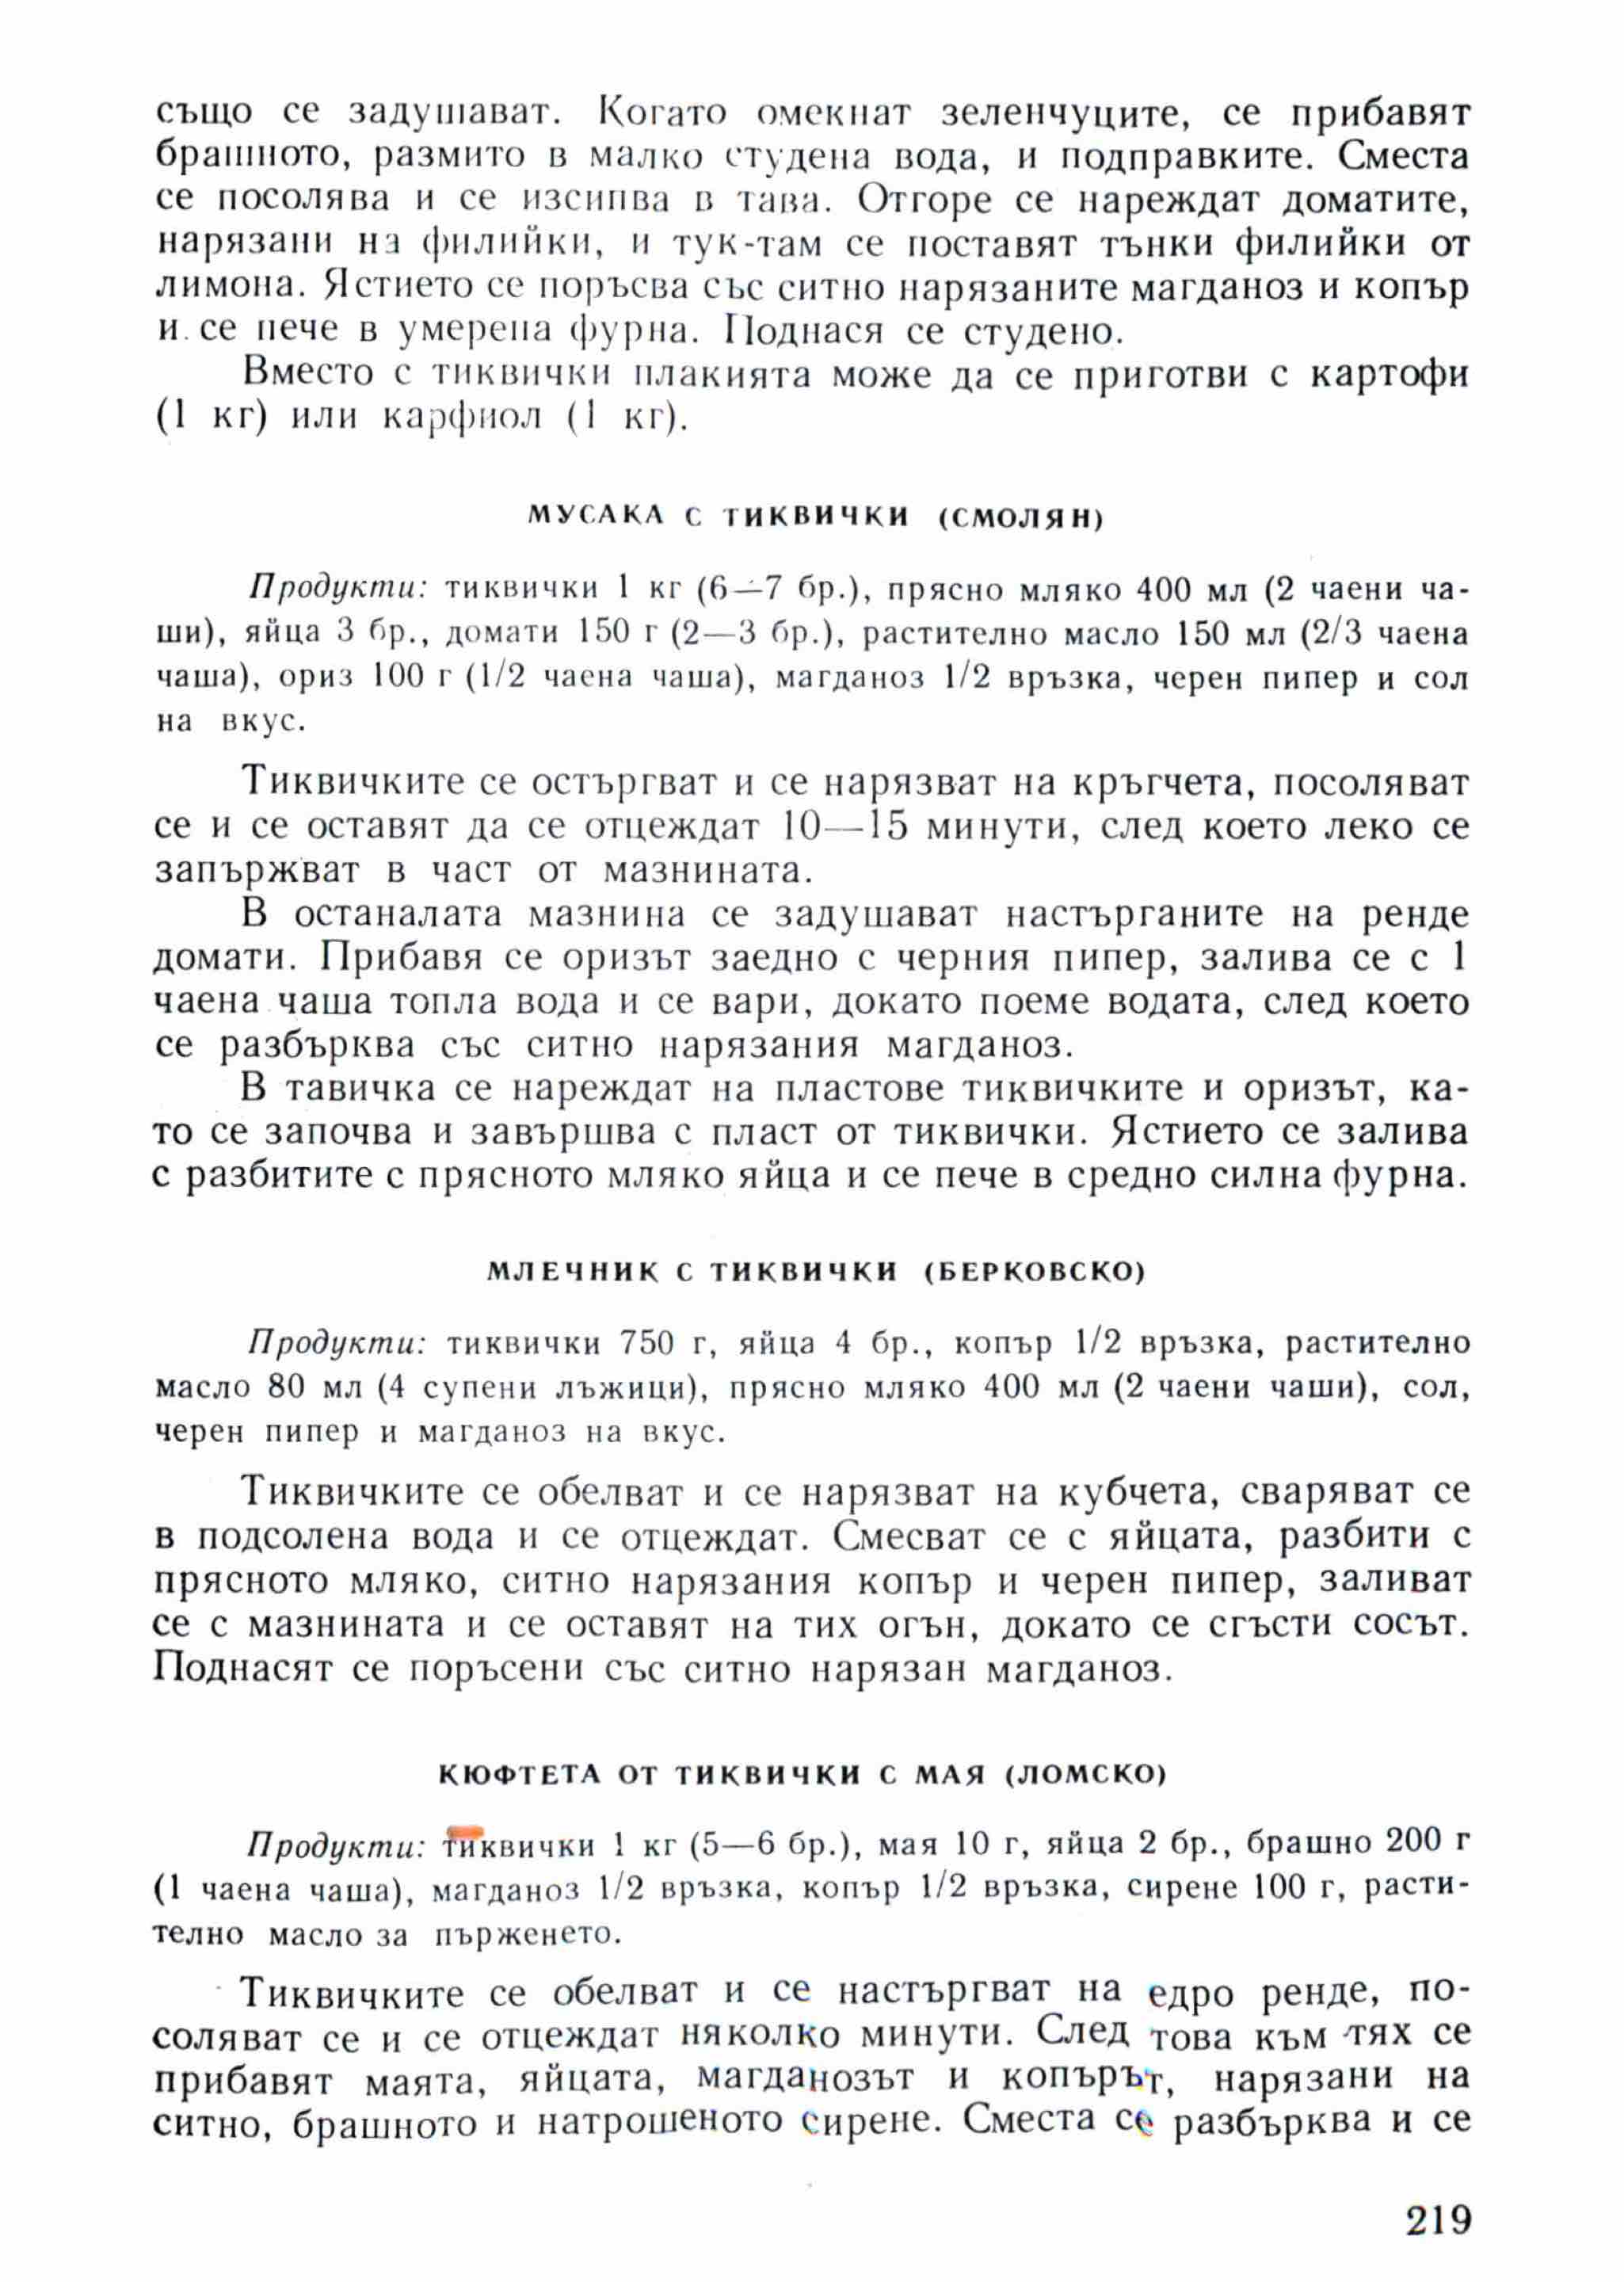 също се задушават. Когато омекнат зеленчуците, се прибавят
брашното, размито в малко студена вода, и подправките. Сместа
се посолява и се изсипва в тава. Отгоре се нареждат доматите,
нарязани на филийки, и тук-там се поставят тънки филийки от
лимона. Ястието се поръсва със ситно нарязаните магданоз и копър
и се пече в умерена фурна. Поднася се студено.
Вместо с тиквички плакията може да се приготви с картофи
(1 кг) или карфиол (1 кг).
МУСАКА С ТИКВИЧКИ (СМОЛЯН)
Продукти: тиквички 1 кг (6—7 бр.), прясно мляко 400 мл (2 чаени ча-
ши), яйца 3 бр., домати 150 г (2—3 бр.), растително масло 150 мл (2/3 чаена
чаша), ориз 100 г (1/2 чаена чаша), магданоз 1/2 връзка, черен пипер и сол
на вкус.
Тиквичките се остъргват и се нарязват на кръгчета, посоляват
се и се оставят да се отцеждат 10—15 минути, след което леко се
запържват в част от мазнината.
В останалата мазнина се задушават настърганите на ренде
домати. Прибавя се оризът заедно с черния пипер, залива се с 1
чаена чаша топла вода и се вари, докато поеме водата, след което
се разбърква със ситно нарязания магданоз.
В тавичка се нареждат на пластове тиквичките и оризът, ка-
то се започва и завършва с пласт от тиквички. Ястието се залива
с разбитите с прясното мляко яйца и се пече в средно силна фурна.
МЛЕЧНИК С ТИКВИЧКИ (БЕРКОВСКО)
Продукти: тиквички 750 г, яйца 4 бр., копър 1/2 връзка, растително
масло 80 мл (4 супени лъжици), прясно мляко 400 мл (2 чаени чаши), сол,
черен пипер и магданоз на вкус.
Тиквичките се обелват и се нарязват на кубчета, сваряват се
в подсолена вода и се отцеждат. Смесват се с яйцата, разбити с
прясното мляко, ситно нарязания копър и черен пипер, заливат
се с мазнината и се оставят на тих огън, докато се сгъсти сосът.
Поднасят се поръсени със ситно нарязан магданоз.
КЮФТЕТА ОТ ТИКВИЧКИ С МАЯ (ЛОМСКО)
Продукти: тиквички 1 кг (5—6 бр.), мая 10 г, яйца 2 бр., брашно 200 г
(1 чаена чаша), магданоз 1/2 връзка, копър 1/2 връзка, сирене 100 г, расти-
телно масло за пърженето.
Тиквичките се обелват и се настъргват на едро ренде, по-
соляват се и се отцеждат няколко минути. След това към тях се
прибавят маята, яйцата, магданозът и копърът, нарязани на
ситно, брашното и натрошеното сирене. Сместа се разбърква и се
219